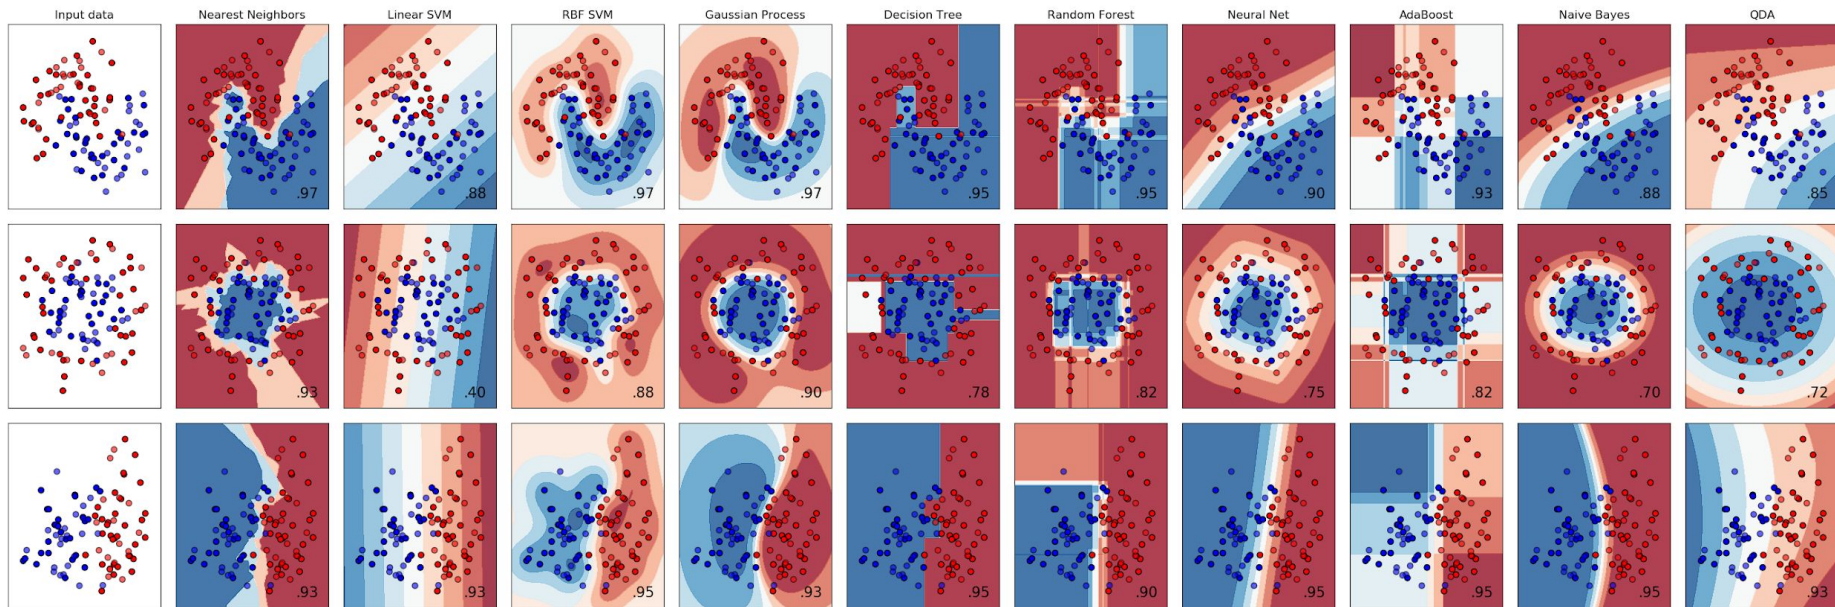 Input data Nearest Neighbors Linear SVM RBF SVM Gaussian Process Decision Tree Random Forest Neural Net AdaBoost Naive Bayes QDA
.97 .88 .97 .97 .95 .95 .90 .93 .88 .85
.93 .40 .88 .90 .78 .82 .75 .82 .70 .72
.93 .93 .95 .93 .95 .90 .95 .95 .95 .93